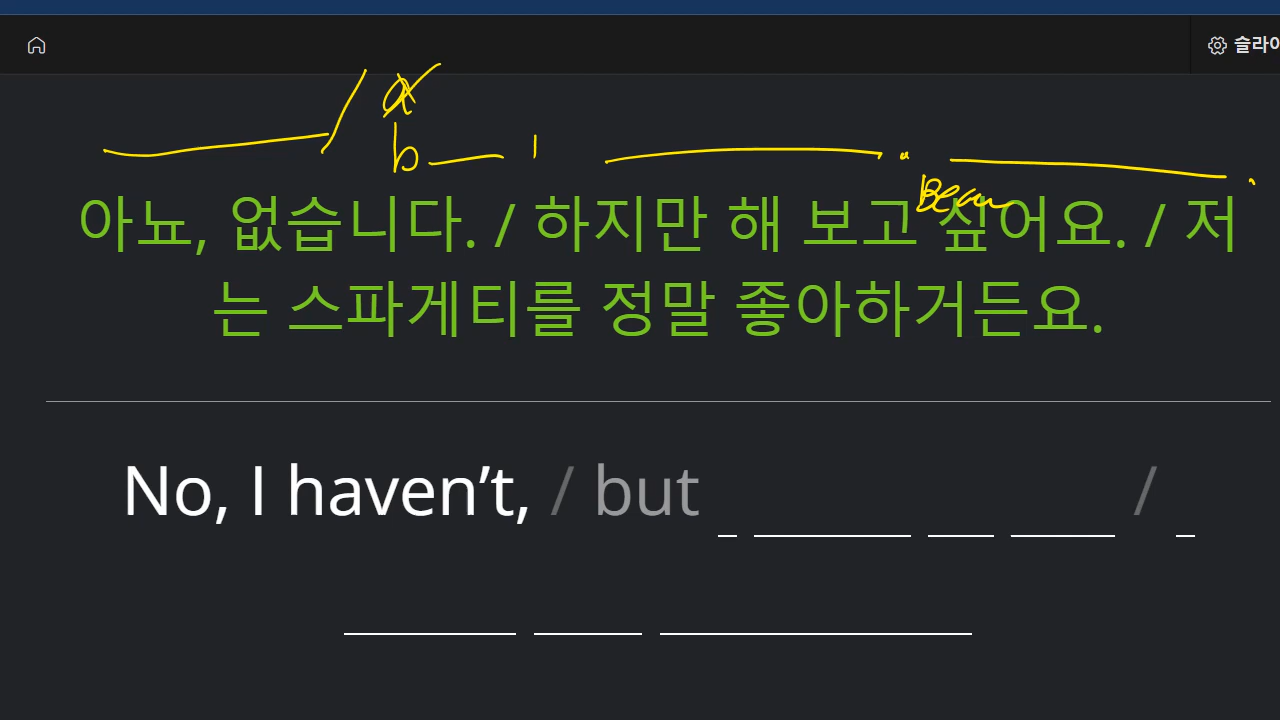 슬라이
b
아뇨, 없습니다. / 하지만 해 보고 싶어요. / 저
는 스파게티를 정말 좋아하거든요.
No, I haven’t, / but /